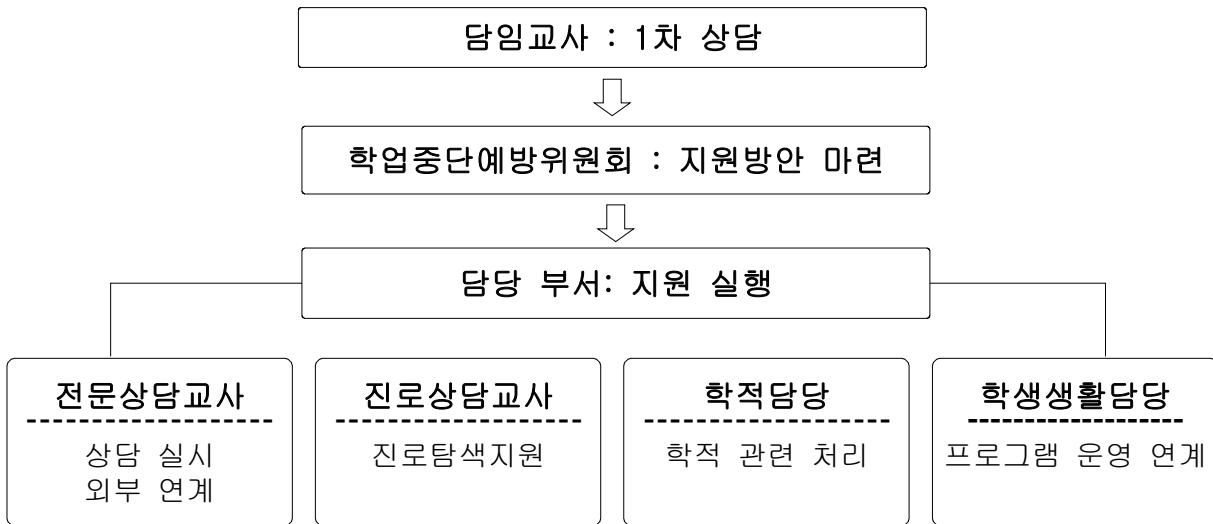 담임교사 : 1차 상담
학업중단예방위원회 : 지원방안 마련
담당 부서: 지원 실행
전문상담교사
상담 실시
외부 연계
진로상담교사
진로탐색지원
학적담당
학적 관련 처리
학생생활담당
프로그램 운영 연계